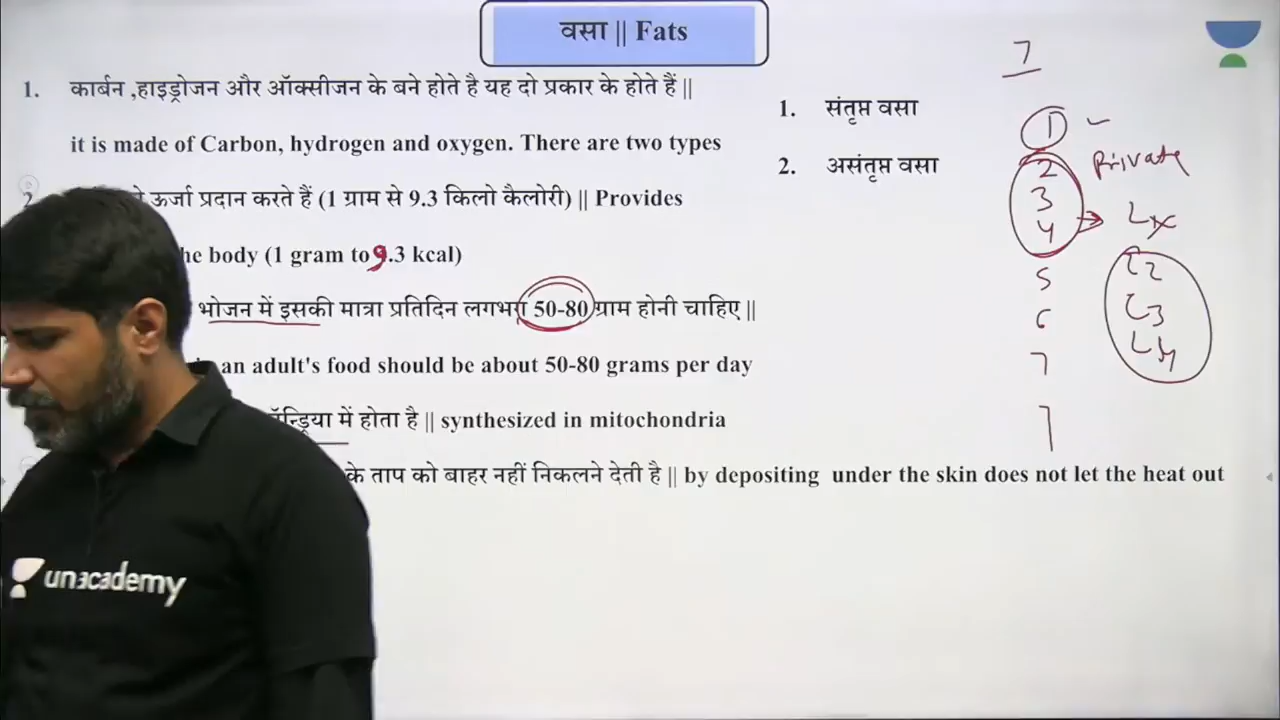 वसा || Fats
1. कार्बन ,हाइड्रोजन और ऑक्सीजन के बने होते है यह दो प्रकार के होते हैं ||
it is made of Carbon, hydrogen and oxygen. There are two types
1. संतृप्त वसा
2. असंतृप्त वसा
2. ऊर्जा प्रदान करते हैं (1 ग्राम से 9.3 किलो कैलोरी) || Provides
the body (1 gram to 9.3 kcal)
भोजन में इसकी मात्रा प्रतिदिन लगभग 50-80 ग्राम होनी चाहिए ||
an adult's food should be about 50-80 grams per day
में होता है || synthesized in mitochondria
के ताप को बाहर नहीं निकलने देती है || by depositing under the skin does not let the heat out
7
1
2 Private
3
4
5
6
7
unacademy